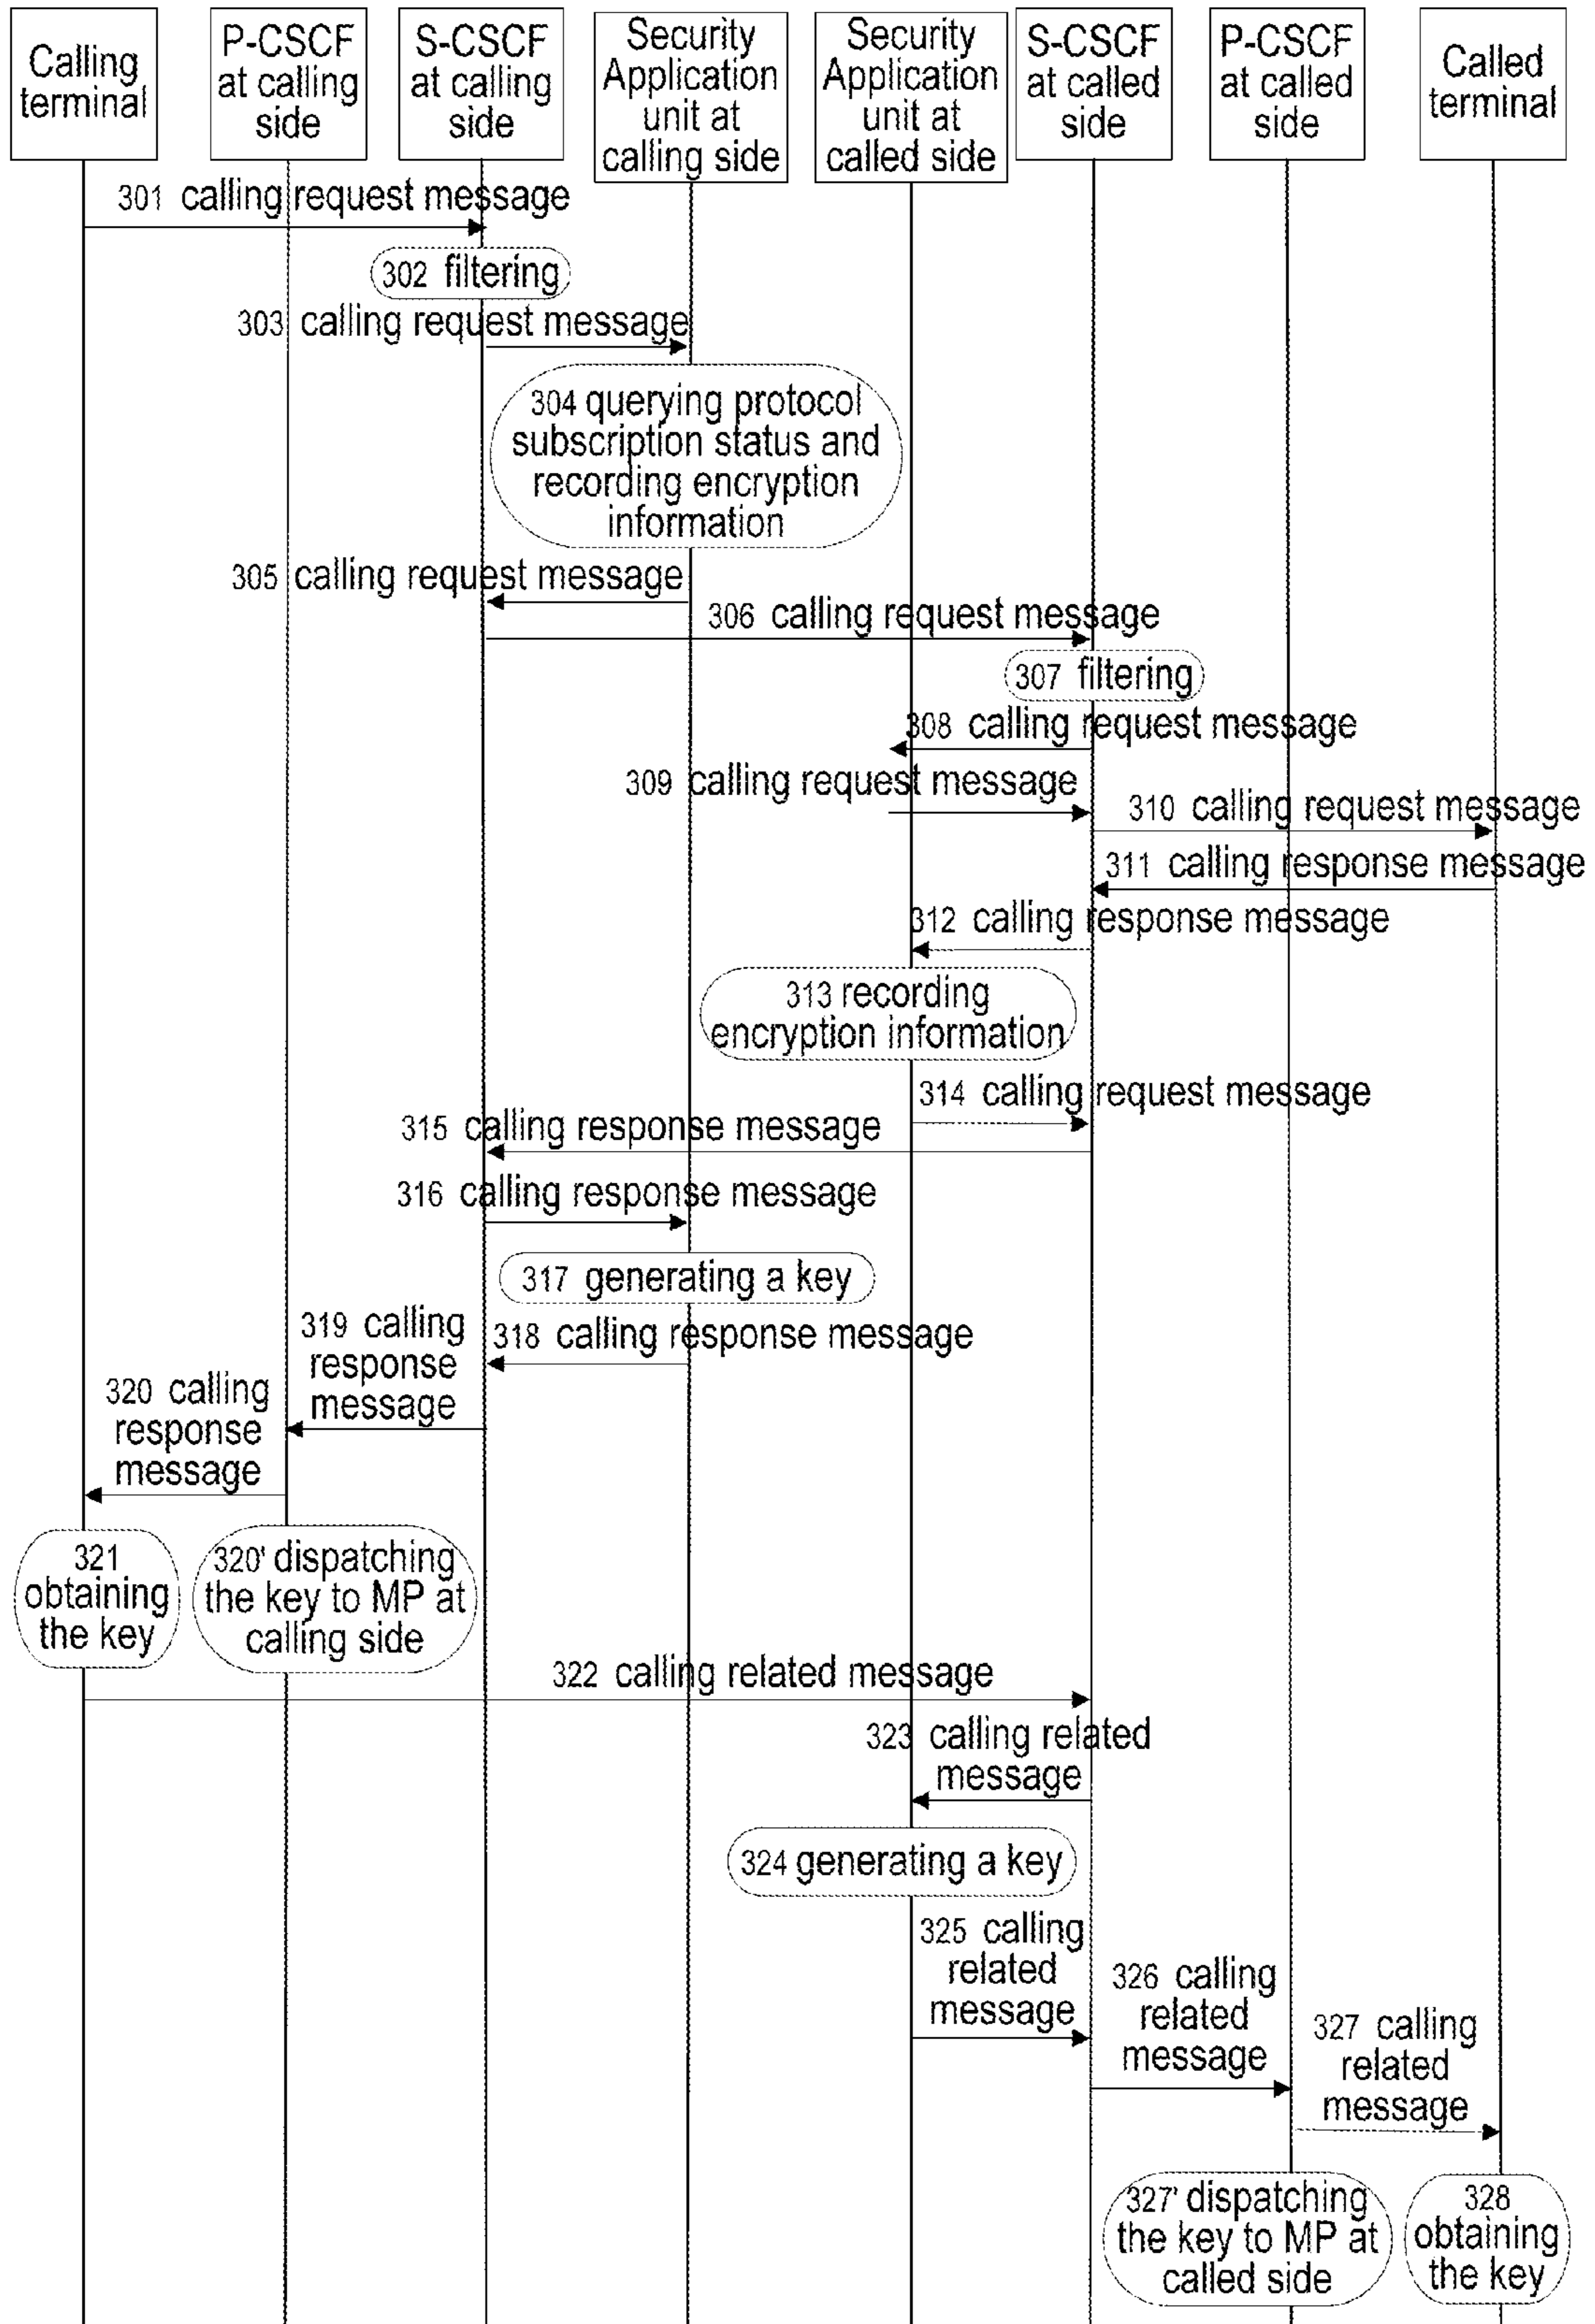 Calling
terminal
P-CSCF
at calling
side
S-CSCF
at calling
side
Security
Application
unit at
calling side
Security
Application
unit at
called side
S-CSCF
at called
side
P-CSCF
at called
side
Called
terminal
301 calling request message
302 filtering
303 calling request message
304 querying protocol
subscription status and
recording encryption
information
305 calling request message
306 calling request message
307 filtering
308 calling request message
309 calling request message
310 calling request message
311 calling response message
312 calling response message
313 recording
encryption information
314 calling request message
315 calling response message
316 calling response message
317 generating a key
318 calling response message
319 calling
response
message
320 calling
response
message
321
obtaining
the key
320' dispatching
the key to MP at
calling side
322 calling related message
323 calling related
message
324 generating a key
325 calling
related
message
326 calling
related
message
327 calling
related
message
327' dispatching
the key to MP at
called side
328
obtaining
the key